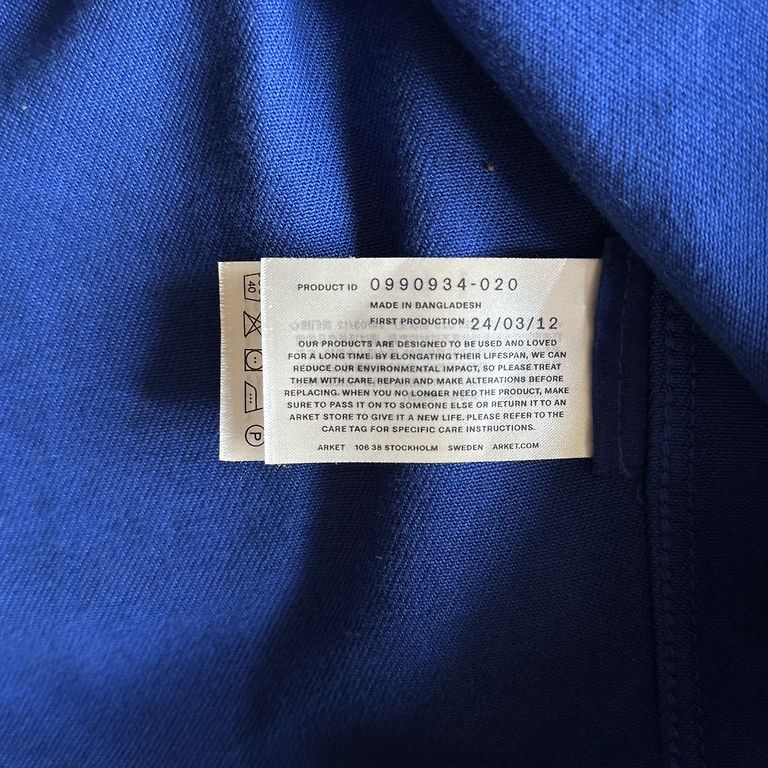 PRODUCT ID 0990934-020
MADE IN BANGLADESH
FIRST PRODUCTION 24/03/12
OUR PRODUCTS ARE DESIGNED TO BE USED AND LOVED
FOR A LONG TIME. BY ELONGATING THEIR LIFESPAN, WE CAN
REDUCE OUR ENVIRONMENTAL IMPACT, SO PLEASE TREAT
THEM WITH CARE. REPAIR AND MAKE ALTERATIONS BEFORE
REPLACING. WHEN YOU NO LONGER NEED THE PRODUCT, MAKE
SURE TO PASS IT ON TO SOMEONE ELSE OR RETURN IT TO AN
ARKET STORE TO GIVE IT A NEW LIFE. PLEASE REFER TO THE
CARE TAG FOR SPECIFIC CARE INSTRUCTIONS.
ARKET 106 38 STOCKHOLM SWEDEN ARKET.COM
40
P